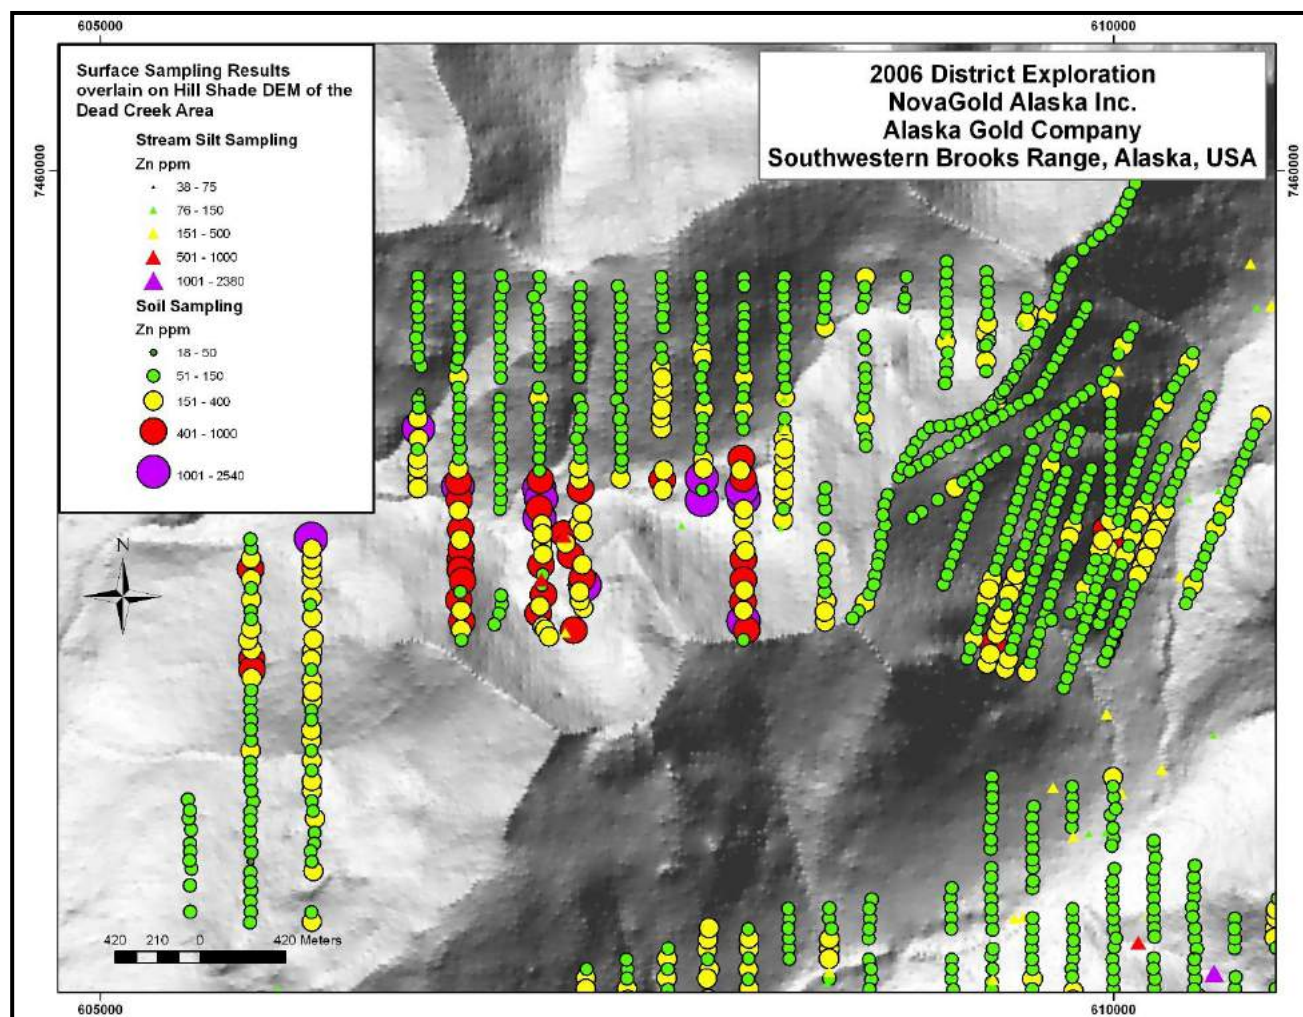 605000
610000
Surface Sampling Results
overlain on Hill Shade DEM of the
Dead Creek Area
Stream Silt Sampling
Zn ppm
38 - 75
76 - 150
151 - 500
501 - 1000
1001 - 2380
Soil Sampling
Zn ppm
18 - 50
51 - 150
151 - 400
401 - 1000
1001 - 2540
2006 District Exploration
NovaGold Alaska Inc.
Alaska Gold Company
Southwestern Brooks Range, Alaska, USA
7460000
7460000
N
420 210 0 420 Meters
605000
610000